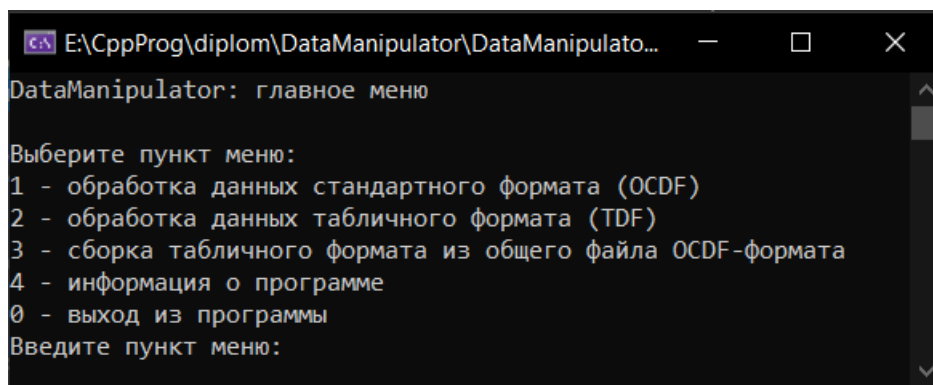 E:\CppProg\diplom\DataManipulator\DataManipulato...
DataManipulator: главное меню
Выберите пункт меню:
1 - обработка данных стандартного формата (OCDF)
2 - обработка данных табличного формата (TDF)
3 - сборка табличного формата из общего файла OCDF-формата
4 - информация о программе
0 - выход из программы
Введите пункт меню: